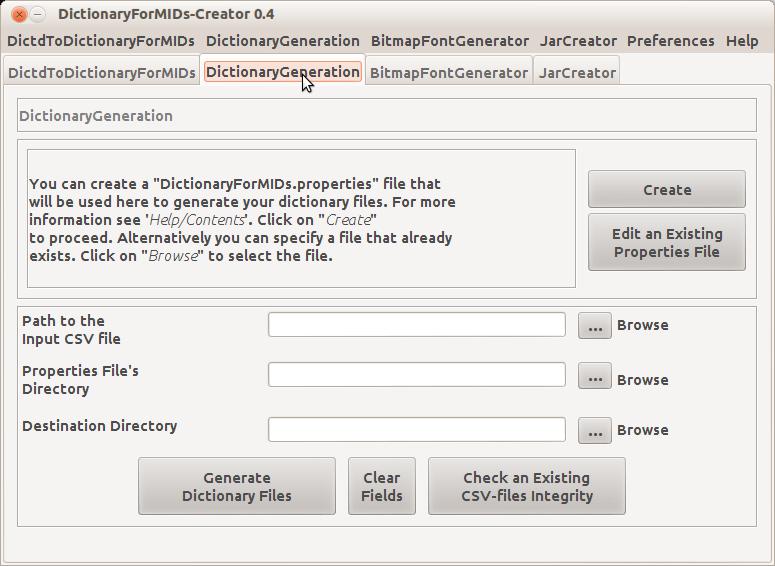 DictionaryForMIDs-Creator 0.4
DictdToDictionaryForMIDs DictionaryGeneration BitmapFontGenerator JarCreator Preferences Help
DictdToDictionaryForMIDs DictionaryGeneration BitmapFontGenerator JarCreator
DictionaryGeneration
You can create a "DictionaryForMIDs.properties" file that
will be used here to generate your dictionary files. For more
information see 'Help/Contents'. Click on "Create"
to proceed. Alternatively you can specify a file that already
exists. Click on "Browse" to select the file.
Create
Edit an Existing
Properties File
Path to the
Input CSV file
... Browse
Properties File's
Directory
... Browse
Destination Directory
... Browse
Generate
Dictionary Files
Clear
Fields
Check an Existing
CSV-files Integrity